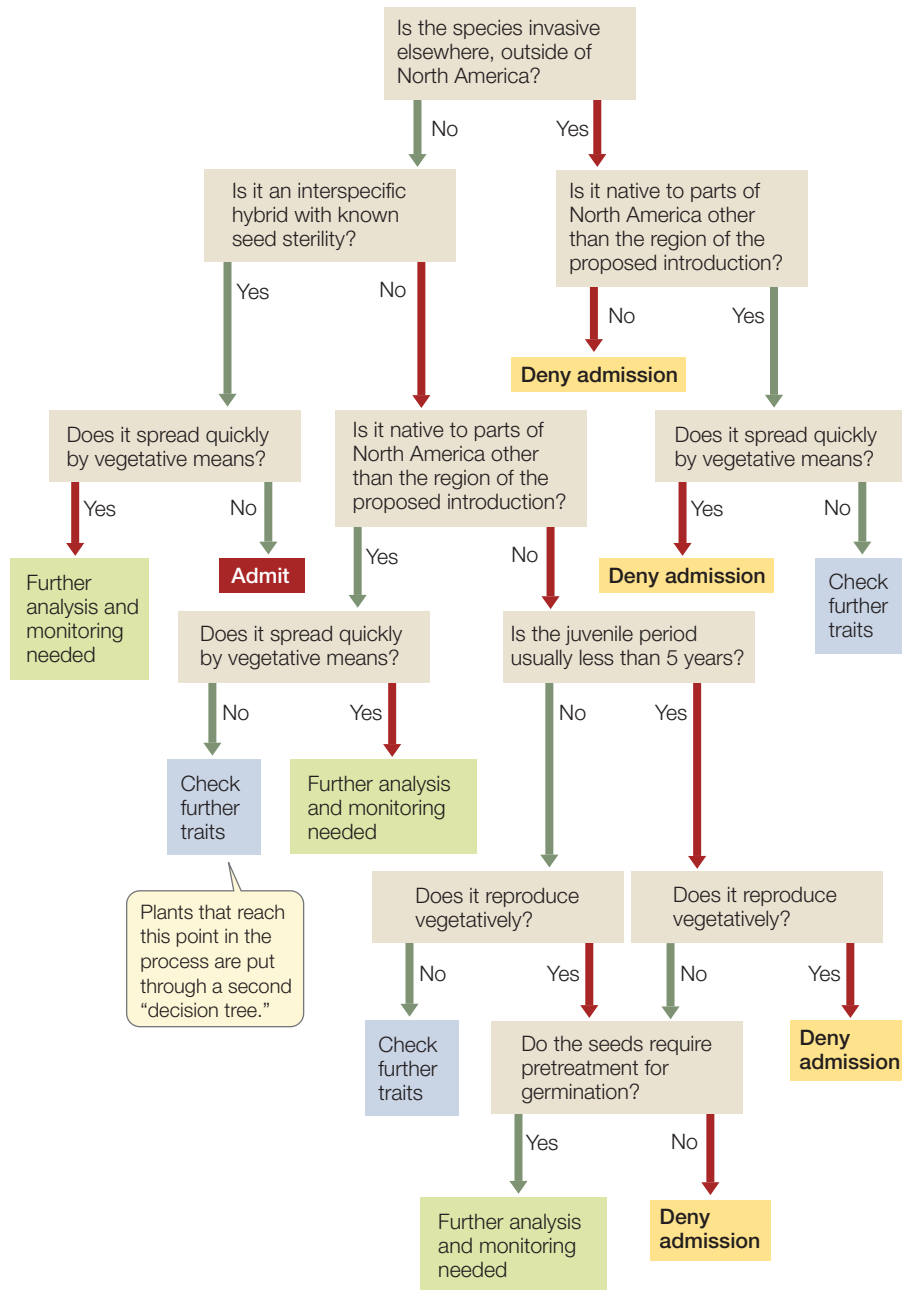 Is the species invasive
elsewhere, outside of
North America?
No
Yes
Is it an interspecific
hybrid with known
seed sterility?
Is it native to parts of
North America other
than the region of the
proposed introduction?
Yes
No
No
Yes
Deny admission
Does it spread quickly
by vegetative means?
Is it native to parts of
North America other
than the region of the
proposed introduction?
Does it spread quickly
by vegetative means?
Yes
No
Yes
No
Yes
No
Further
analysis and
monitoring
needed
Admit
Deny admission
Check
further
traits
Does it spread quickly
by vegetative means?
Is the juvenile period
usually less than 5 years?
No
Yes
No
Yes
Check
further
traits
Further analysis
and monitoring
needed
Plants that reach
this point in the
process are put
through a second
“decision tree.”
Does it reproduce
vegetatively?
Does it reproduce
vegetatively?
No
Yes
No
Yes
Check
further
traits
Do the seeds require
pretreatment for
germination?
Deny
admission
Yes
No
Further analysis
and monitoring
needed
Deny
admission